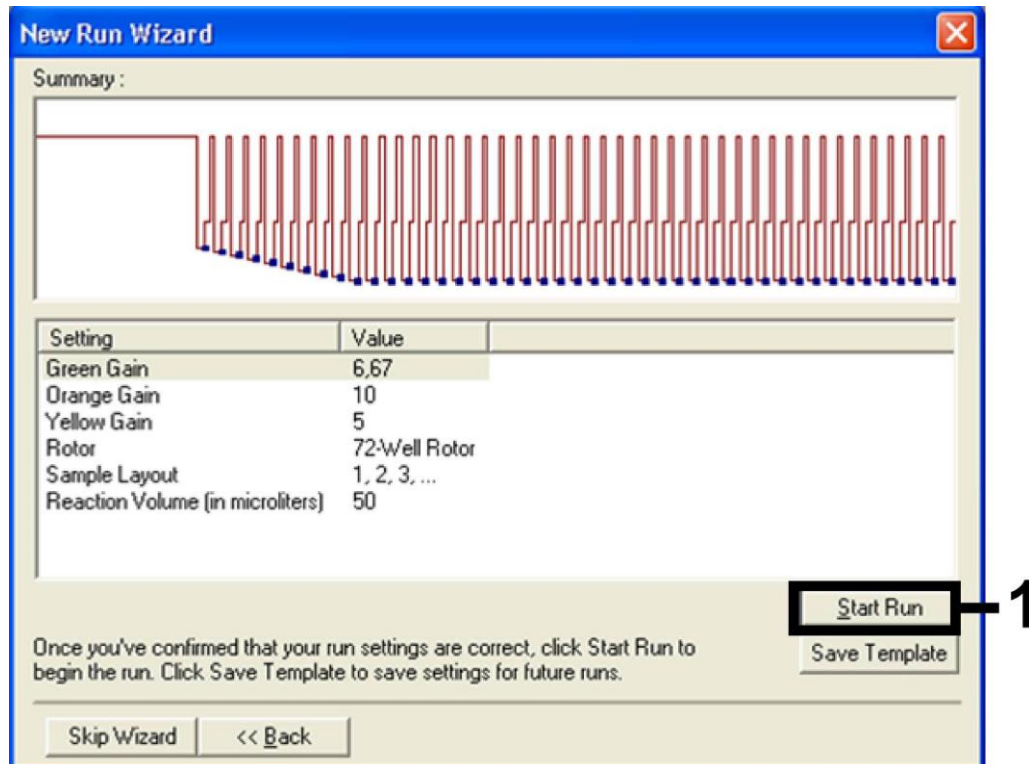 New Run Wizard
Summary :
Setting Value
Green Gain 6,67
Orange Gain 10
Yellow Gain 5
Rotor 72-Well Rotor
Sample Layout 1, 2, 3, ...
Reaction Volume (in microliters) 50
Start Run 1
Once you've confirmed that your run settings are correct, click Start Run to
begin the run. Click Save Template to save settings for future runs.
Save Template
Skip Wizard << Back